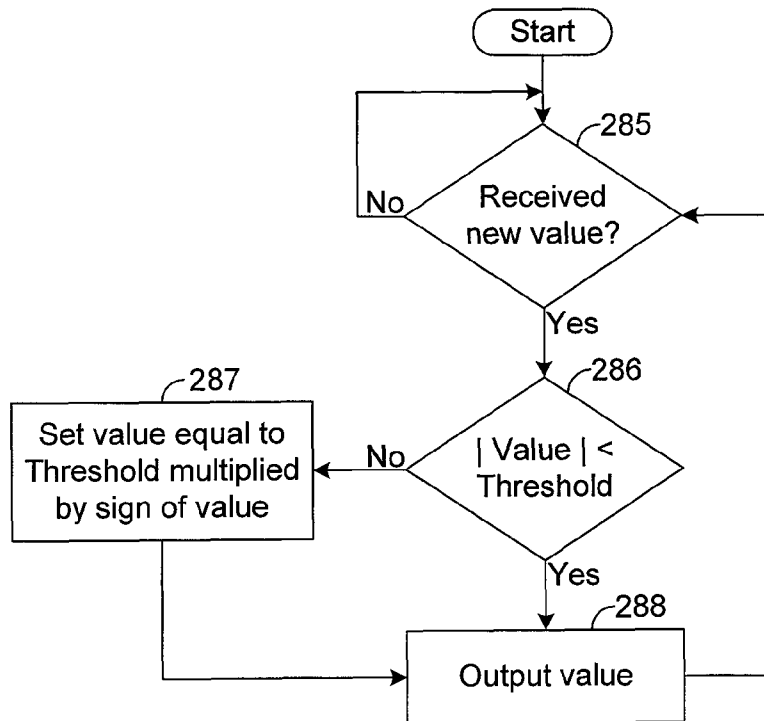 Start
285
Received
new value?
No
Yes
286
| Value | <
Threshold
No
287
Set value equal to
Threshold multiplied
by sign of value
Yes
288
Output value